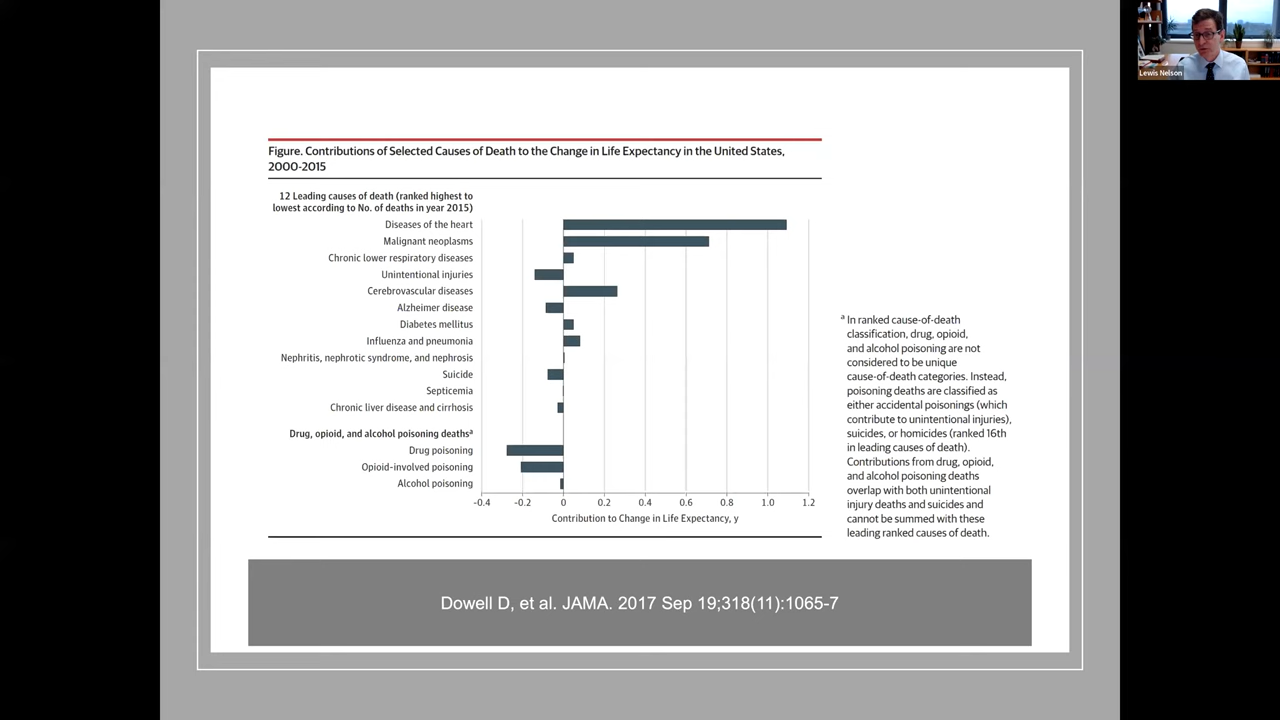 Lewis Nelson
Figure. Contributions of Selected Causes of Death to the Change in Life Expectancy in the United States,
2000-2015
12 Leading causes of death (ranked highest to
lowest according to No. of deaths in year 2015)
Diseases of the heart
Malignant neoplasms
Chronic lower respiratory diseases
Unintentional injuries
Cerebrovascular diseases
Alzheimer disease
Diabetes mellitus
Influenza and pneumonia
Nephritis, nephrotic syndrome, and nephrosis
Suicide
Septicemia
Chronic liver disease and cirrhosis
Drug, opioid, and alcohol poisoning deathsᵃ
Drug poisoning
Opioid-involved poisoning
Alcohol poisoning
-0.4 -0.2 0 0.2 0.4 0.6 0.8 1.0 1.2
Contribution to Change in Life Expectancy, y
ᵃ In ranked cause-of-death
classification, drug, opioid,
and alcohol poisoning are not
considered to be unique
cause-of-death categories. Instead,
poisoning deaths are classified as
either accidental poisonings (which
contribute to unintentional injuries),
suicides, or homicides (ranked 16th
in leading causes of death).
Contributions from drug, opioid,
and alcohol poisoning deaths
overlap with both unintentional
injury deaths and suicides and
cannot be summed with these
leading ranked causes of death.
Dowell D, et al. JAMA. 2017 Sep 19;318(11):1065-7